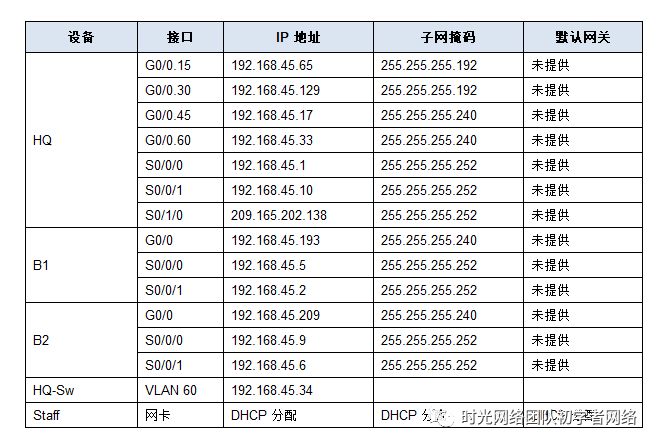 设备 接口 IP 地址 子网掩码 默认网关
HQ G0/0.15 192.168.45.65 255.255.255.192 未提供
G0/0.30 192.168.45.129 255.255.255.192 未提供
G0/0.45 192.168.45.17 255.255.255.240 未提供
G0/0.60 192.168.45.33 255.255.255.240 未提供
S0/0/0 192.168.45.1 255.255.255.252 未提供
S0/0/1 192.168.45.10 255.255.255.252 未提供
S0/1/0 209.165.202.138 255.255.255.252 未提供
B1 G0/0 192.168.45.193 255.255.255.240 未提供
S0/0/0 192.168.45.5 255.255.255.252 未提供
S0/0/1 192.168.45.2 255.255.255.252 未提供
B2 G0/0 192.168.45.209 255.255.255.240 未提供
S0/0/0 192.168.45.9 255.255.255.252 未提供
S0/0/1 192.168.45.6 255.255.255.252 未提供
HQ-Sw VLAN 60 192.168.45.34
Staff 网卡 DHCP 分配 DHCP 分
时光网络团队初学者网络